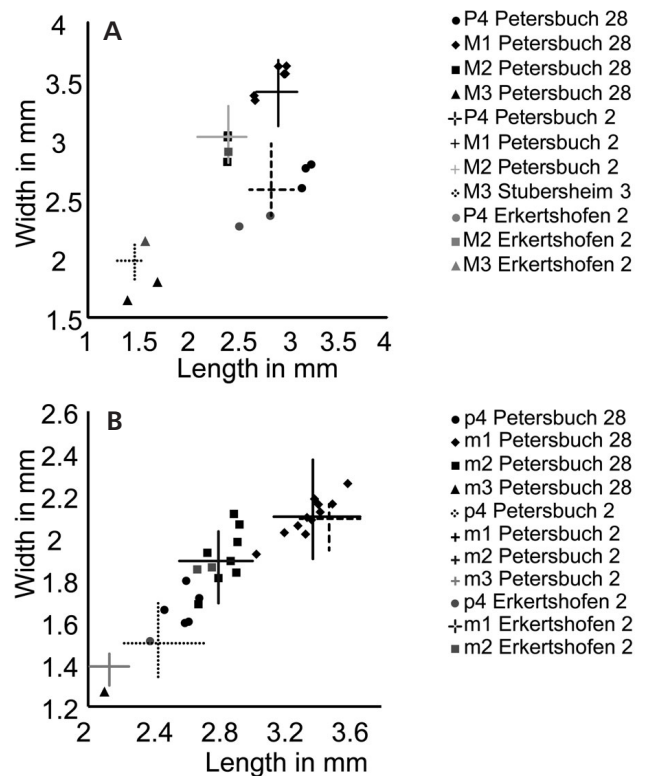 A
4
3.5
3
2.5
2
1.5
Width in mm
1 1.5 2 2.5 3 3.5 4
Length in mm
P4 Petersbuch 28
M1 Petersbuch 28
M2 Petersbuch 28
M3 Petersbuch 28
P4 Petersbuch 2
M1 Petersbuch 2
M2 Petersbuch 2
M3 Stubersheim 3
P4 Erkertshofen 2
M2 Erkertshofen 2
M3 Erkertshofen 2
B
2.6
2.4
2.2
2
1.8
1.6
1.4
1.2
Width in mm
2 2.4 2.8 3.2 3.6
Length in mm
p4 Petersbuch 28
m1 Petersbuch 28
m2 Petersbuch 28
m3 Petersbuch 28
p4 Petersbuch 2
m1 Petersbuch 2
m2 Petersbuch 2
m3 Petersbuch 2
p4 Erkertshofen 2
m1 Erkertshofen 2
m2 Erkertshofen 2